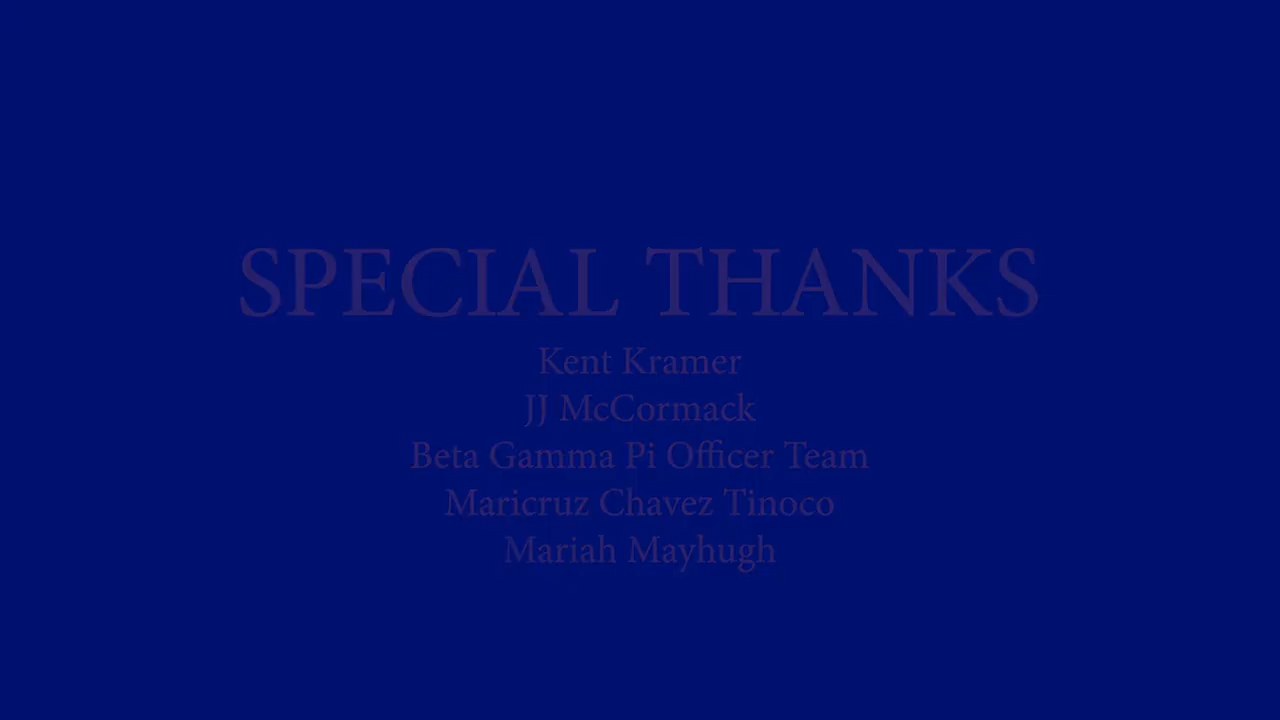 SPECIAL THANKS
Kent Kramer
JJ McCormack
Beta Gamma Pi Officer Team
Maricruz Chavez Tinoco
Mariah Mayhugh